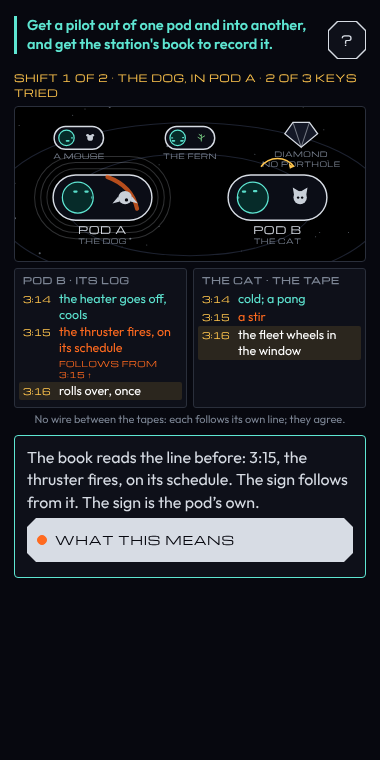 Get a pilot out of one pod and into another,
and get the station's book to record it.
?
SHIFT 1 OF 2 · THE DOG, IN POD A · 2 OF 3 KEYS
TRIED
A MOUSE
THE FERN
DIAMOND
NO PORTHOLE
POD A
THE DOG
POD B
THE CAT
POD B · ITS LOG
3:14 the heater goes off,
cools
3:15 the thruster fires, on
its schedule
FOLLOWS FROM
3:15 ↑
3:16 rolls over, once
THE CAT · THE TAPE
3:14 cold; a pang
3:15 a stir
3:16 the fleet wheels in
the window
No wire between the tapes: each follows its own line; they agree.
The book reads the line before: 3:15, the
thruster fires, on its schedule. The sign follows
from it. The sign is the pod's own.
WHAT THIS MEANS